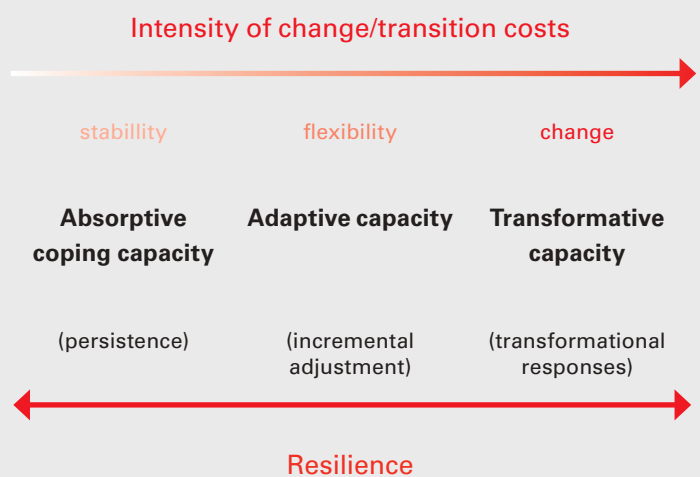 Intensity of change/transition costs
stabillity
flexibility
change
Absorptive
coping capacity
Adaptive capacity
Transformative
capacity
(persistence)
(incremental
adjustment)
(transformational
responses)
Resilience